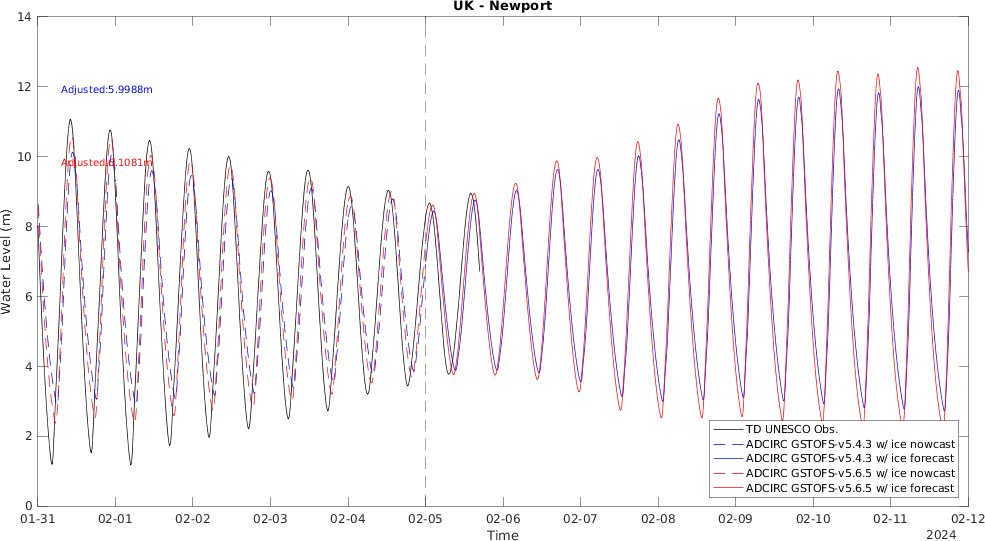 UK - Newport
14
12
10
8
6
4
2
0
Water Level (m)
Adjusted:5.9988m
Adjusted:6.1081m
TD UNESCO Obs.
ADCIRC GSTOFS-v5.4.3 w/ ice nowcast
ADCIRC GSTOFS-v5.4.3 w/ ice forecast
ADCIRC GSTOFS-v5.6.5 w/ ice nowcast
ADCIRC GSTOFS-v5.6.5 w/ ice forecast
01-31 02-01 02-02 02-03 02-04 02-05 02-06 02-07 02-08 02-09 02-10 02-11 02-12
Time
2024